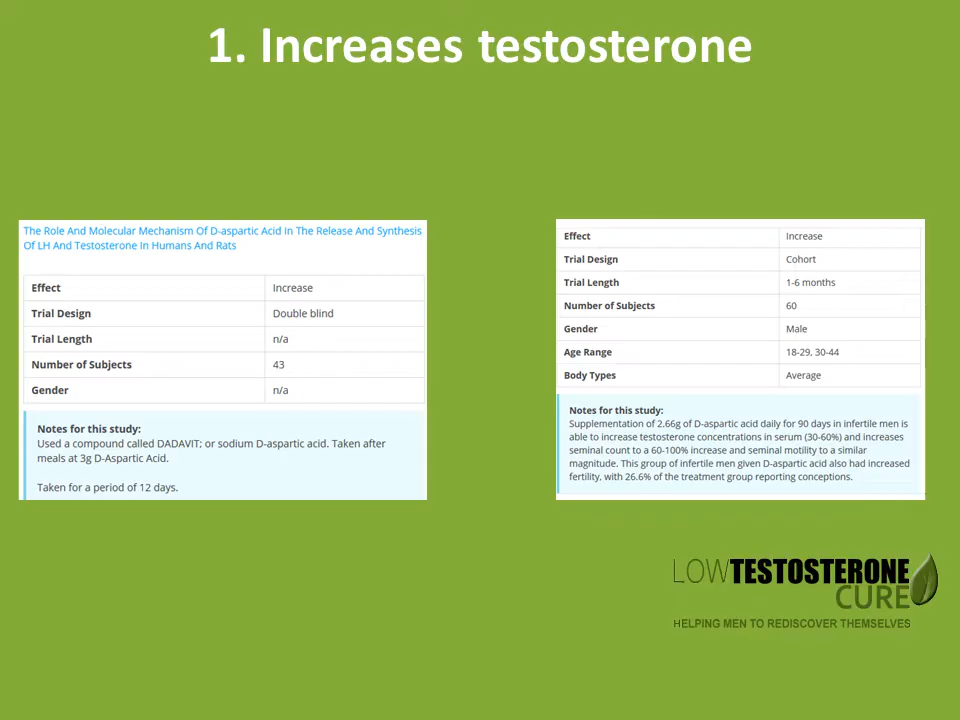 1. Increases testosterone
The Role And Molecular Mechanism Of D-aspartic Acid In The Release And Synthesis
Of LH And Testosterone In Humans And Rats
Effect Increase
Trial Design Double blind
Trial Length n/a
Number of Subjects 43
Gender n/a
Notes for this study:
Used a compound called DADAVIT; or sodium D-aspartic acid. Taken after
meals at 3g D-Aspartic Acid.
Taken for a period of 12 days.
Effect Increase
Trial Design Cohort
Trial Length 1-6 months
Number of Subjects 60
Gender Male
Age Range 18-29, 30-44
Body Types Average
Notes for this study:
Supplementation of 2.66g of D-aspartic acid daily for 90 days in infertile men is
able to increase testosterone concentrations in serum (30-60%) and increases
seminal count to a 60-100% increase and seminal motility to a similar
magnitude. This group of infertile men given D-aspartic acid also had increased
fertility, with 26.6% of the treatment group reporting conceptions.
LOWTESTOSTERONE
CURE
HELPING MEN TO REDISCOVER THEMSELVES